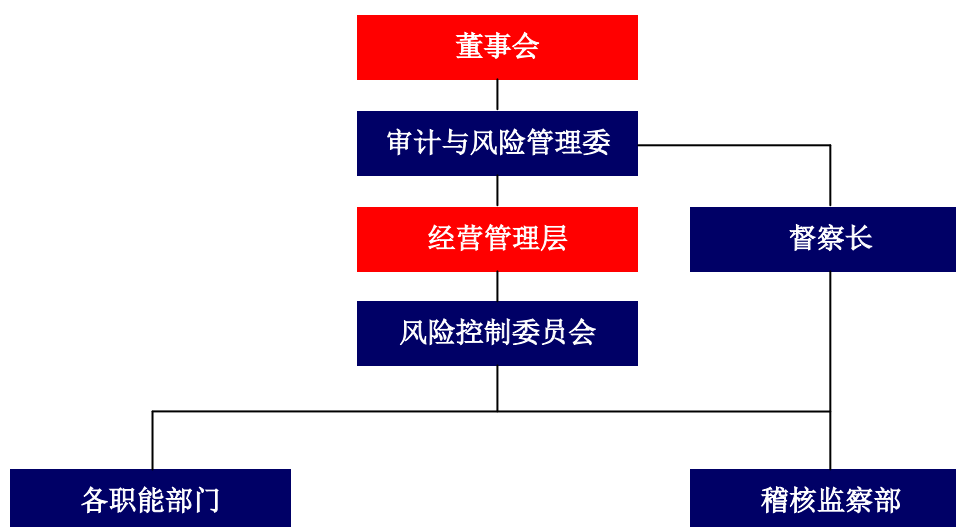 董事会
审计与风险管理委
经营管理层
督察长
风险控制委员会
各职能部门
稽核监察部